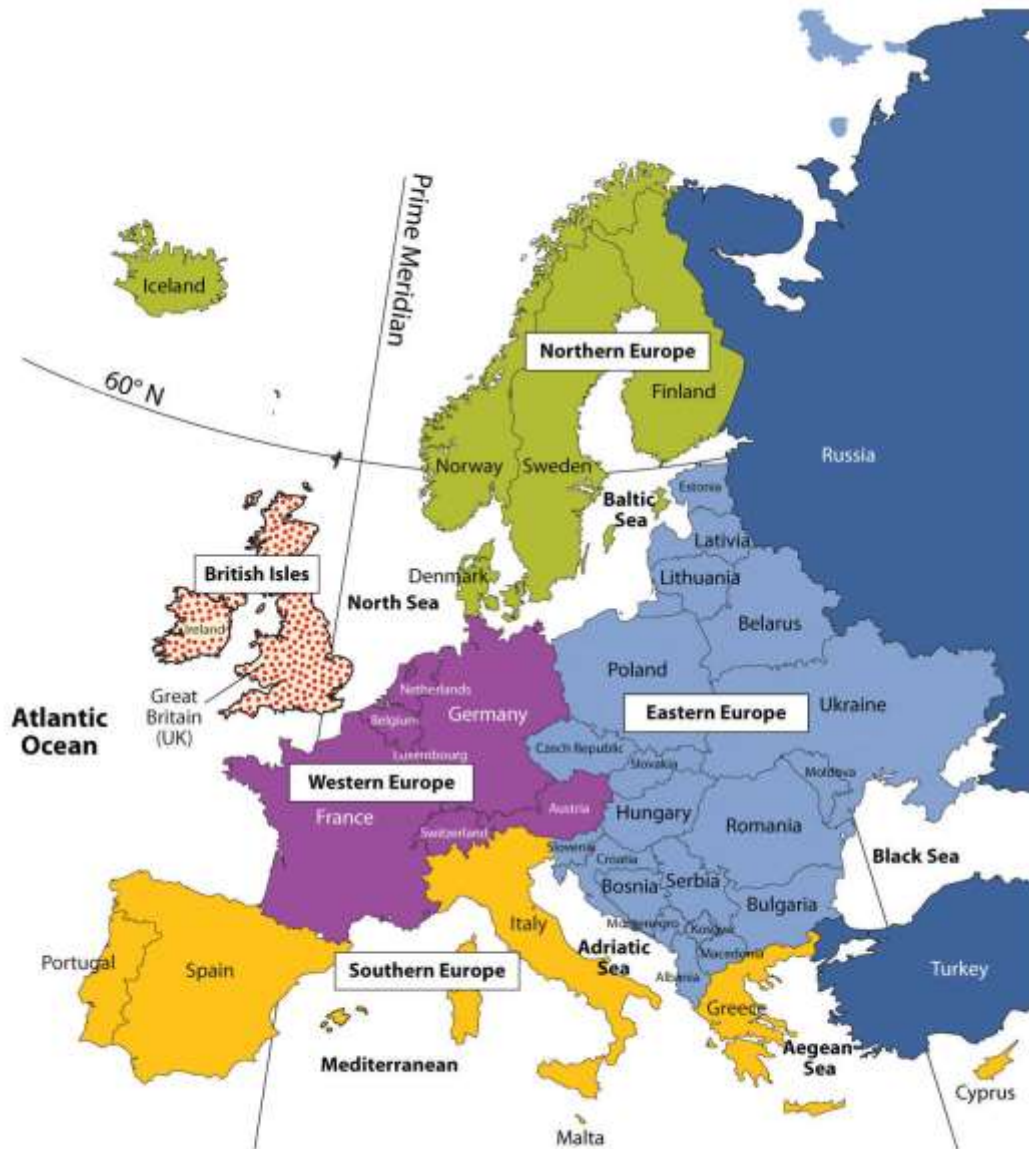 Prime Meridian
Iceland
60° N
Northern Europe
Finland
Norway
Sweden
Russia
Estonia
Baltic
Sea
Lativia
Lithuania
British Isles
Denmark
North Sea
Ireland
Belarus
Great
Britain
(UK)
Poland
Netherlands
Germany
Belgium
Ukraine
Eastern Europe
Atlantic
Ocean
Czech Republic
Luxembourg
Slovakia
Moldova
Western Europe
France
Austria
Hungary
Romania
Switzerland
Slovenia
Croatia
Black Sea
Bosnia
Serbia
Bulgaria
Italy
Montenegro
Kosovo
Adriatic
Sea
Macedonia
Portugal
Spain
Southern Europe
Albania
Turkey
Greece
Mediterranean
Aegean
Sea
Cyprus
Malta